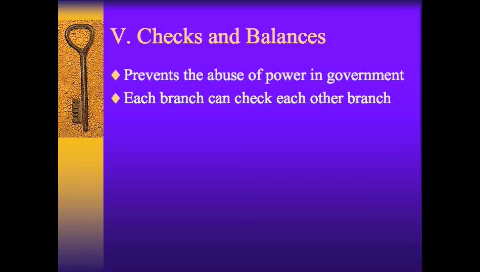 V. Checks and Balances
Prevents the abuse of power in government
Each branch can check each other branch